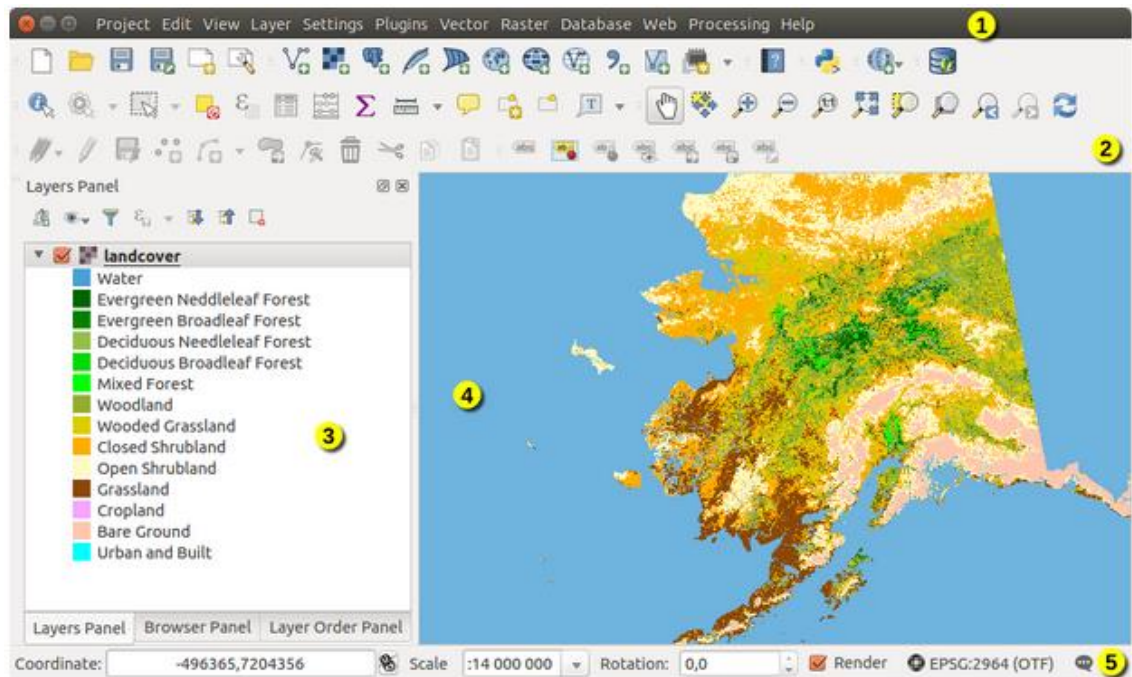 Project Edit View Layer Settings Plugins Vector Raster Database Web Processing Help
1
2
Layers Panel
landcover
Water
Evergreen Neddleleaf Forest
Evergreen Broadleaf Forest
Deciduous Needleleaf Forest
Deciduous Broadleaf Forest
Mixed Forest
Woodland
Wooded Grassland
Closed Shrubland
Open Shrubland
Grassland
Cropland
Bare Ground
Urban and Built
3
4
Layers Panel Browser Panel Layer Order Panel
Coordinate: -496365,7204356 Scale :14 000 000 Rotation: 0,0 Render EPSG:2964 (OTF) 5